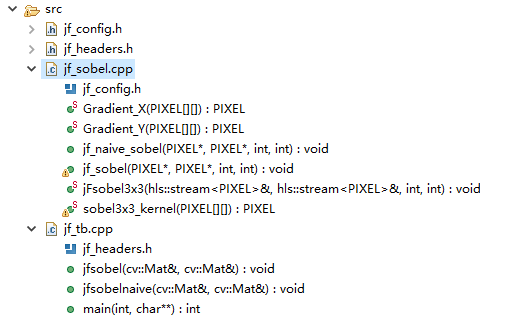 src
jf_config.h
jf_headers.h
jf_sobel.cpp
jf_config.h
Gradient_X(PIXEL[][]) : PIXEL
Gradient_Y(PIXEL[][]) : PIXEL
jf_naive_sobel(PIXEL*, PIXEL*, int, int) : void
jf_sobel(PIXEL*, PIXEL*, int, int) : void
jFsobel3x3(hls::stream<PIXEL>&, hls::stream<PIXEL>&, int, int) : void
sobel3x3_kernel(PIXEL[][]) : PIXEL
jf_tb.cpp
jf_headers.h
jfsobel(cv::Mat&, cv::Mat&) : void
jfsobelnaive(cv::Mat&, cv::Mat&) : void
main(int, char**) : int